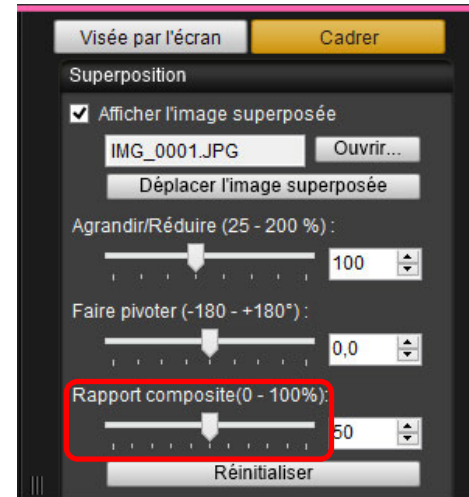 Visée par l'écran Cadrer
Superposition
Afficher l'image superposée
IMG_0001.JPG Ouvrir...
Déplacer l'image superposée
Agrandir/Réduire (25 - 200 %) :
100
Faire pivoter (-180 - +180°) :
0,0
Rapport composite(0 - 100%):
50
Réinitialiser